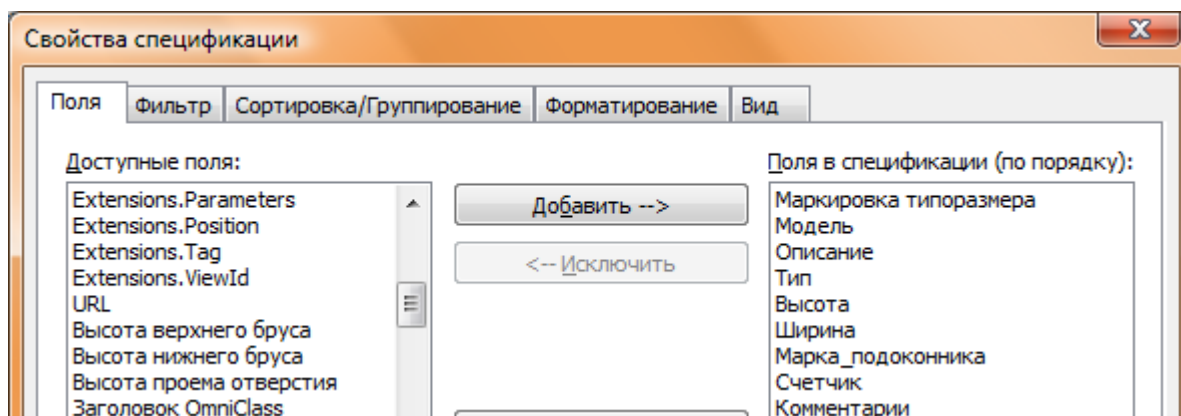 Свойства спецификации
Поля Фильтр Сортировка/Группирование Форматирование Вид
Доступные поля:
Extensions.Parameters
Extensions.Position
Extensions.Tag
Extensions.ViewId
URL
Высота верхнего бруса
Высота нижнего бруса
Высота проема отверстия
Заголовок OmniClass
Добавить -->
<-- Исключить
Поля в спецификации (по порядку):
Маркировка типоразмера
Модель
Описание
Тип
Высота
Ширина
Марка_подоконника
Счетчик
Комментарии